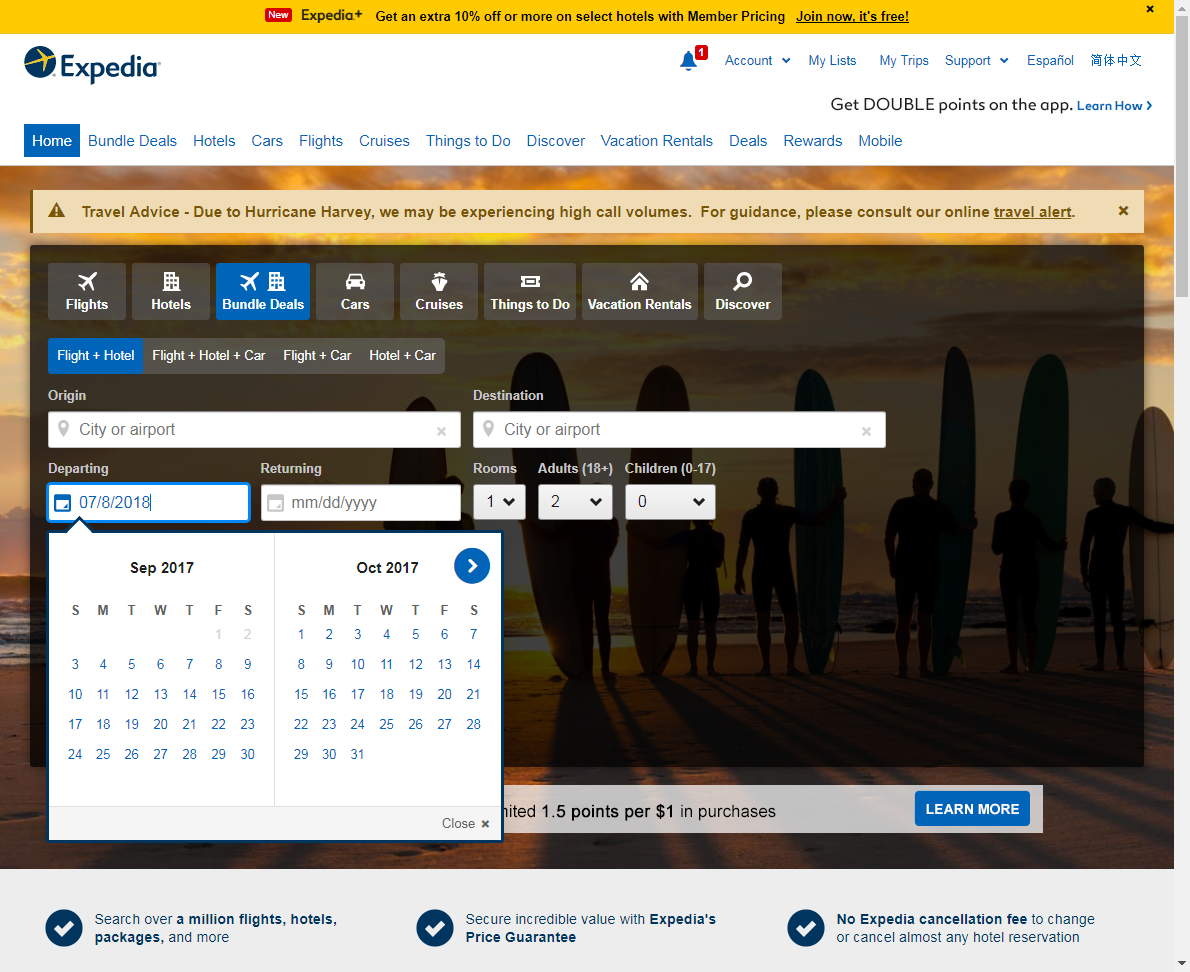 New Expedia+ Get an extra 10% off or more on select hotels with Member Pricing Join now, it's free!
Expedia
1 Account My Lists My Trips Support Español 简体中文
Get DOUBLE points on the app. Learn How
Home Bundle Deals Hotels Cars Flights Cruises Things to Do Discover Vacation Rentals Deals Rewards Mobile
Travel Advice - Due to Hurricane Harvey, we may be experiencing high call volumes. For guidance, please consult our online travel alert.
Flights Hotels Bundle Deals Cars Cruises Things to Do Vacation Rentals Discover
Flight + Hotel Flight + Hotel + Car Flight + Car Hotel + Car
Origin Destination
City or airport City or airport
Departing Returning Rooms Adults (18+) Children (0-17)
07/8/2018 mm/dd/yyyy 1 2 0
Sep 2017 Oct 2017
S M T W T F S S M T W T F S
1 2 1 2 3 4 5 6 7
3 4 5 6 7 8 9 8 9 10 11 12 13 14
10 11 12 13 14 15 16 15 16 17 18 19 20 21
17 18 19 20 21 22 23 22 23 24 25 26 27 28
24 25 26 27 28 29 30 29 30 31
1.5 points per $1 in purchases LEARN MORE
Close
Search over a million flights, hotels, Secure incredible value with Expedia's No Expedia cancellation fee to change
packages, and more Price Guarantee or cancel almost any hotel reservation